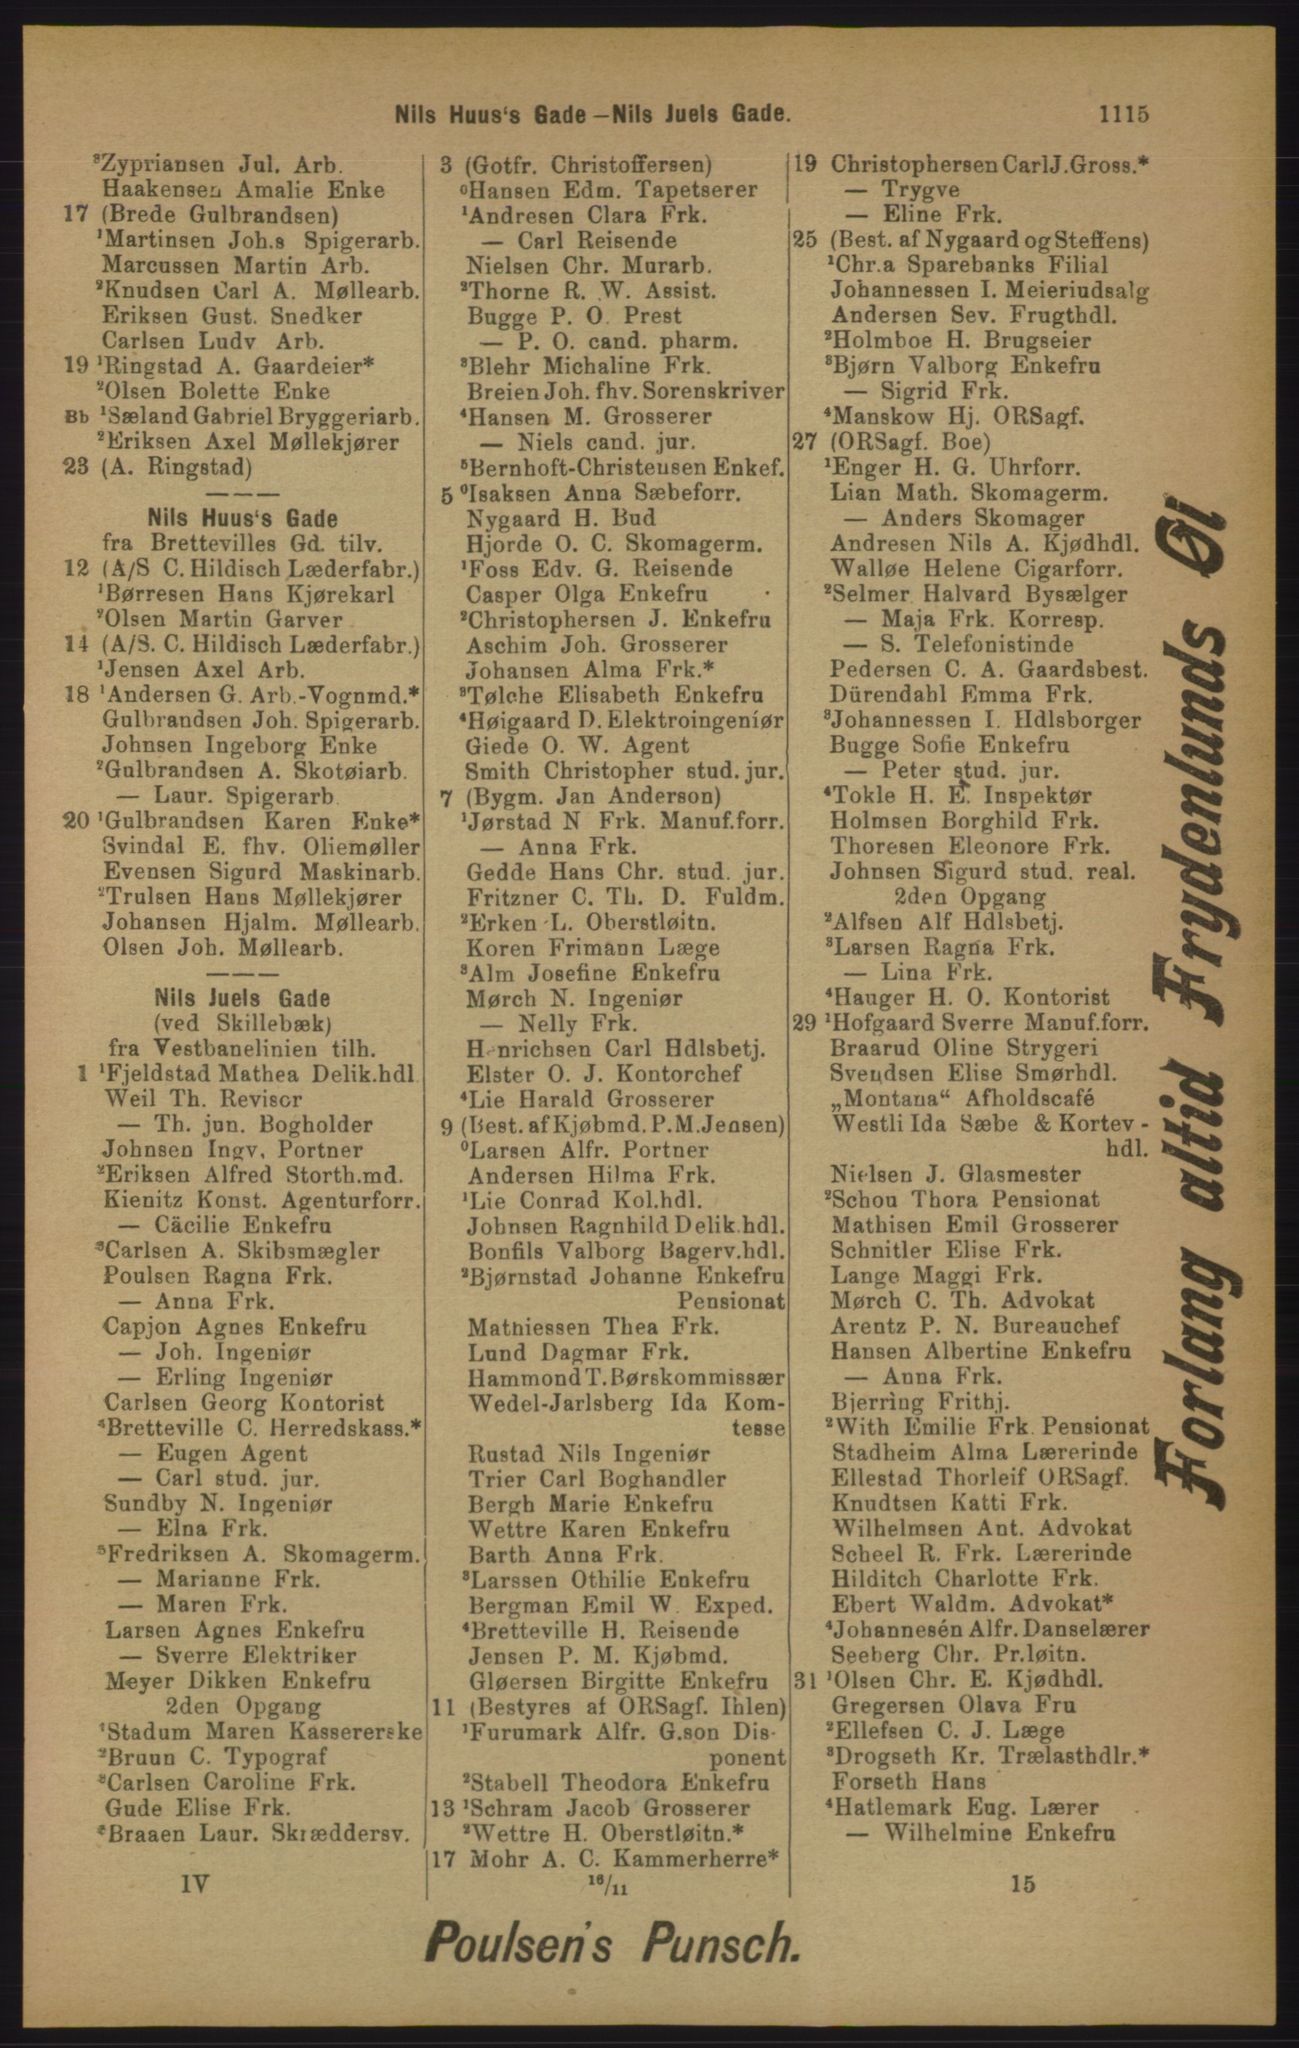 Nils Huus's Gade—Nils Juels Gade.
1115
³Zypriansen Jul. Arb.
Haakensen Amalie Enke
17 (Brede Gulbrandsen)
¹Martinsen Joh.s Spigerarb.
Marcussen Martin Arb.
²Knudsen Carl A. Møllearb.
Eriksen Gust. Snedker
Carlsen Ludv Arb.
19 ¹Ringstad A. Gaardeier*
²Olsen Bolette Enke
Bb ¹Sæland Gabriel Bryggeriarb.
²Eriksen Axel Møllekjører
23 (A. Ringstad)
———
Nils Huus's Gade
fra Brettevilles Gd. tilv.
12 (A/S C. Hildisch Læderfabr.)
¹Børresen Hans Kjørekarl
²Olsen Martin Garver
14 (A/S. C. Hildisch Læderfabr.)
¹Jensen Axel Arb.
18 ¹Andersen G. Arb.-Vognmd.*
Gulbrandsen Joh. Spigerarb.
Johnsen Ingeborg Enke
²Gulbrandsen A. Skotøiarb.
— Laur. Spigerarb
20 ¹Gulbrandsen Karen Enke*
Svindal E. fhv. Oliemøller
Evensen Sigurd Maskinarb.
²Trulsen Hans Møllekjører
Johansen Hjalm. Møllearb.
Olsen Joh. Møllearb.
———
Nils Juels Gade
(ved Skillebæk)
fra Vestbanelinien tilh.
1 ¹Fjeldstad Mathea Delik.hdl
Weil Th. Revisor
— Th. jun. Bogholder
Johnsen Ingv, Portner
²Eriksen Alfred Storth.md.
Kienitz Konst. Agenturforr.
— Cäcilie Enkefru
³Carlsen A. Skibsmægler
Poulsen Ragna Frk.
— Anna Frk.
Capjon Agnes Enkefru
— Joh. Ingeniør
— Erling Ingeniør
Carlsen Georg Kontorist
⁴Bretteville C. Herredskass.*
— Eugen Agent
— Carl stud. jur.
Sundby N. Ingeniør
— Elna Frk.
⁵Fredriksen A. Skomagerm.
— Marianne Frk.
— Maren Frk.
Larsen Agnes Enkefru
— Sverre Elektriker
Meyer Dikken Enkefru
2den Opgang
¹Stadum Maren Kassererske
²Bruun C. Typograf
³Carlsen Caroline Frk.
Gude Elise Frk.
⁴Braaen Laur. Skræddersv.
3 (Gotfr. Christoffersen)
⁰Hansen Edm. Tapetserer
¹Andresen Clara Frk.
— Carl Reisende
Nielsen Chr. Murarb.
²Thorne R. W. Assist.
Bugge P. O. Prest
— P. O. cand. pharm.
³Blehr Michaline Frk.
Breien Joh. fhv. Sorenskriver
⁴Hansen M. Grosserer
— Niels cand. jur.
⁵Bernhoft-Christensen Enkef.
5 ⁰Isaksen Anna Sæbeforr.
Nygaard H. Bud
Hjorde O. C. Skomagerm.
¹Foss Edv. G. Reisende
Casper Olga Enkefru
²Christophersen J. Enkefru
Aschim Joh. Grosserer
Johansen Alma Frk.*
³Tølche Elisabeth Enkefru
⁴Høigaard D. Elektroingeniør
Giede O. W. Agent
Smith Christopher stud. jur.
7 (Bygm. Jan Anderson)
¹Jørstad N Frk. Manuf.forr.
— Anna Frk.
Gedde Hans Chr. stud. jur.
Fritzner C. Th. D. Fuldm.
²Erken L. Oberstløitn.
Koren Frimann Læge
³Alm Josefine Enkefru
Mørch N. Ingeniør
— Nelly Frk.
Henrichsen Carl Hdlsbetj.
Elster O. J. Kontorchef
⁴Lie Harald Grosserer
9 (Best. af Kjøbmd. P. M. Jensen)
⁰Larsen Alfr. Portner
Andersen Hilma Frk.
¹Lie Conrad Kol.hdl.
Johnsen Ragnhild Delik.hdl.
Bonfils Valborg Bagerv.hdl.
²Bjørnstad Johanne Enkefru
Pensionat
Mathiessen Thea Frk.
Lund Dagmar Frk.
Hammond T. Børskommissær
Wedel-Jarlsberg Ida Kom-
tesse
Rustad Nils Ingeniør
Trier Carl Boghandler
Bergh Marie Enkefru
Wettre Karen Enkefru
Barth Anna Frk.
³Larssen Othilie Enkefru
Bergman Emil W. Exped.
⁴Bretteville H. Reisende
Jensen P. M. Kjøbmd.
Gløersen Birgitte Enkefru
11 (Bestyres af ORSagf. Ihlen)
¹Furumark Alfr. G.son Dis-
ponent
²Stabell Theodora Enkefru
13 ¹Schram Jacob Grosserer
²Wettre H. Oberstløitn.*
17 Mohr A. C. Kammerherre*
19 Christophersen Carl J. Gross.*
— Trygve
— Eline Frk.
25 (Best. af Nygaard og Steffens)
¹Chr.a Sparebanks Filial
Johannessen I. Meieriudsalg
Andersen Sev. Frugthdl.
²Holmboe H. Brugseier
³Bjørn Valborg Enkefru
— Sigrid Frk.
⁴Manskow Hj. ORSagf.
27 (ORSagf. Boe)
¹Enger H. G. Uhrforr.
Lian Math. Skomagerm.
— Anders Skomager
Andresen Nils A. Kjødhdl.
Walløe Helene Cigarforr.
²Selmer Halvard Bysælger
— Maja Frk. Korresp.
— S. Telefonistinde
Pedersen C. A. Gaardsbest.
Dürendahl Emma Frk.
³Johannessen I. Hdlsborger
Bugge Sofie Enkefru
— Peter stud. jur.
⁴Tokle H. E. Inspektør
Holmsen Borghild Frk.
Thoresen Eleonore Frk.
Johnsen Sigurd stud. real.
2den Opgang
²Alfsen Alf Hdlsbetj.
³Larsen Ragna Frk.
— Lina Frk.
⁴Hauger H. O. Kontorist
29 ¹Hofgaard Sverre Manuf.forr.
Braarud Oline Strygeri
Svendsen Elise Smørhdl.
„Montana“ Afholdscafé
Westli Ida Sæbe & Kortev-
hdl.
Nielsen J. Glasmester
²Schou Thora Pensionat
Mathisen Emil Grosserer
Schnitler Elise Frk.
Lange Maggi Frk.
Mørch C. Th. Advokat
Arentz P. N. Bureauchef
Hansen Albertine Enkefru
— Anna Frk.
Bjerring Frithj.
²With Emilie Frk. Pensionat
Stadheim Alma Lærerinde
Ellestad Thorleif ORSagf.
Knudtsen Katti Frk.
Wilhelmsen Ant. Advokat
Scheel R. Frk. Lærerinde
Hilditch Charlotte Frk.
Ebert Waldm. Advokat*
⁴Johannesén Alfr. Danselærer
Seeberg Chr. Pr.løitn.
31 ¹Olsen Chr. E. Kjødhdl.
Gregersen Olava Fru
²Ellefsen C. J. Læge
³Drogseth Kr. Trælasthdlr.*
Forseth Hans
⁴Hatlemark Eug. Lærer
— Wilhelmine Enkefru
Forlang altid Frydenlunds Øl
IV
16/11
15
Poulsen's Punsch.